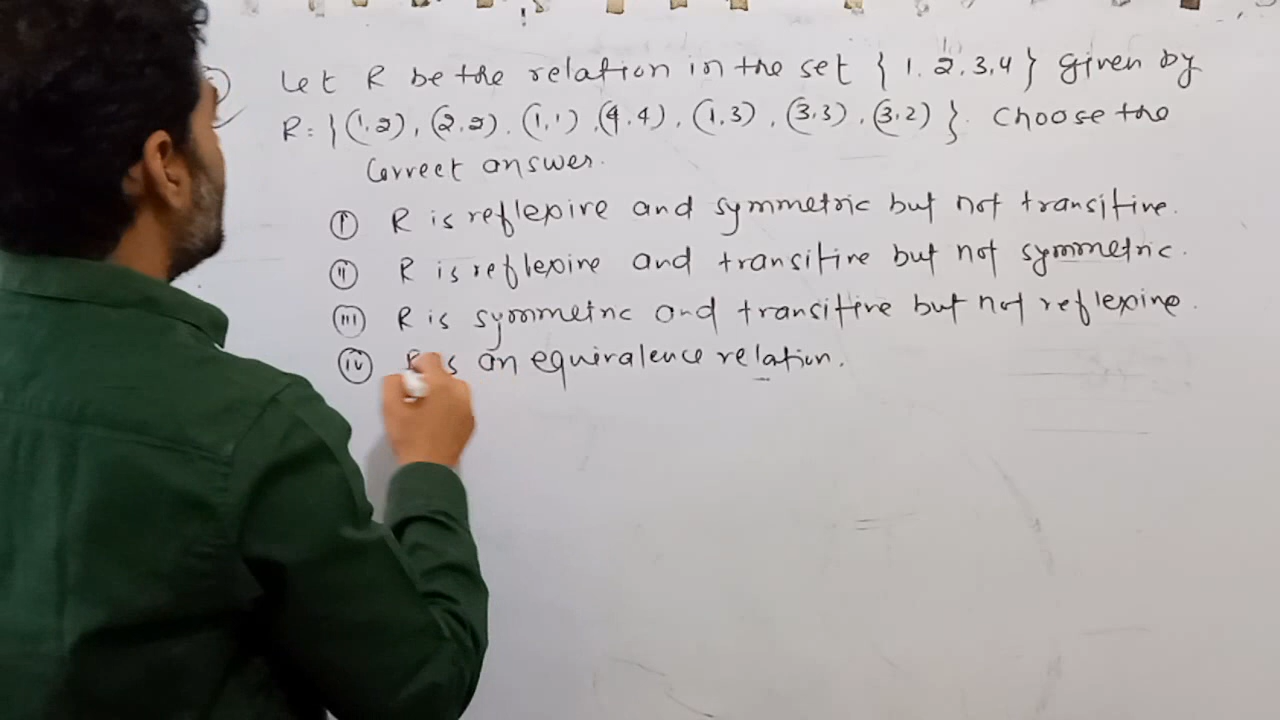 Let R be the relation in the set { 1, 2, 3, 4 } given by
R = { (1,2), (2,2), (1,1), (4,4), (1,3), (3,3), (3,2) }. Choose the
correct answer.
(i) R is reflexive and symmetric but not transitive.
(ii) R is reflexive and transitive but not symmetric.
(iii) R is symmetric and transitive but not reflexive.
(iv) R is an equivalence relation.